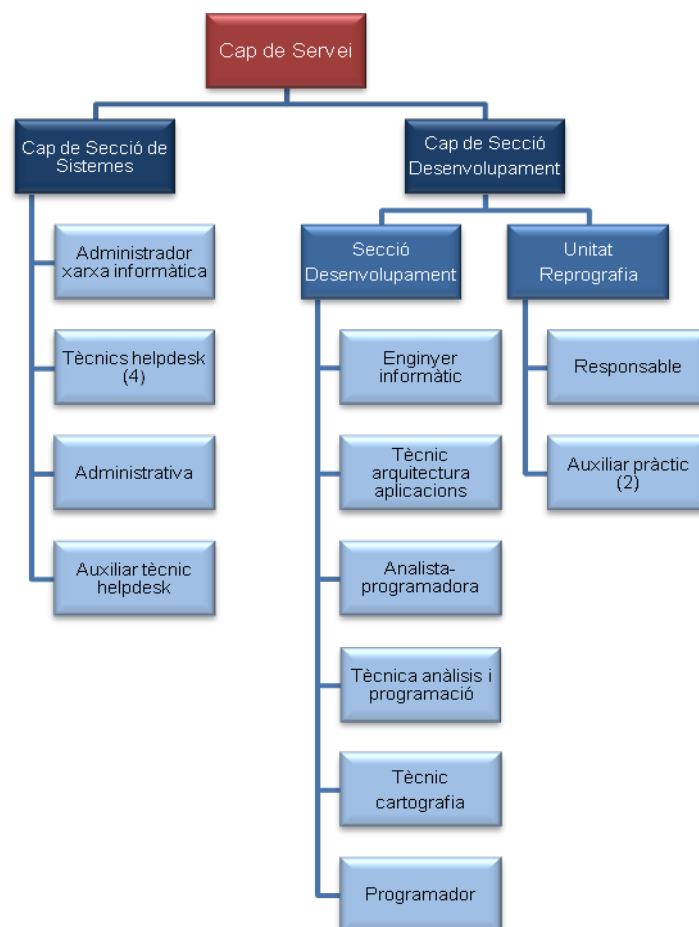 Cap de Servei
Cap de Secció de
Sistemes
Administrador
xarxa informàtica
Tècnics helpdesk
(4)
Administrativa
Auxiliar tècnic
helpdesk
Cap de Secció
Desenvolupament
Secció
Desenvolupament
Enginyer
informàtic
Tècnic
arquitectura
aplicacions
Analista-
programadora
Tècnica anàlisis i
programació
Tècnic
cartografia
Programador
Unitat
Reprografia
Responsable
Auxiliar pràctic
(2)